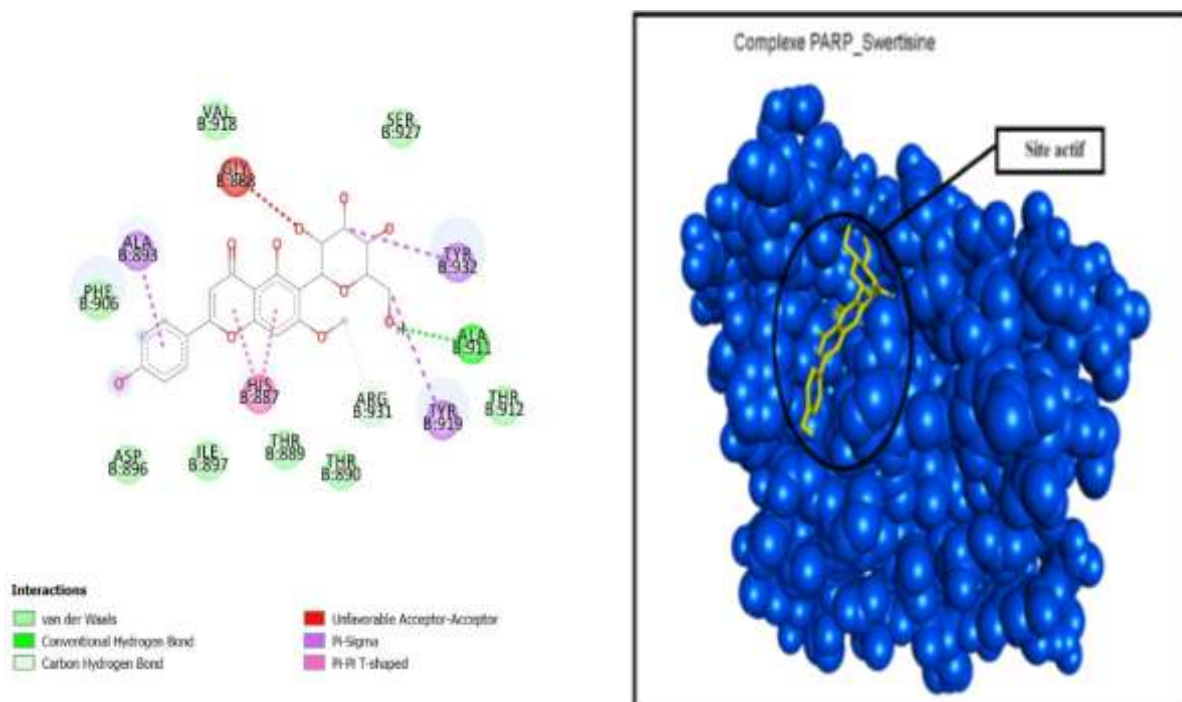 VAL
B:918
SER
B:927
GLY
B:888
ALA
B:893
TYR
B:932
PHE
B:906
ALA
B:911
HIS
B:887
ARG
B:931
TYR
B:919
THR
B:912
ASP
B:896
ILE
B:897
THR
B:889
THR
B:890
O
O
O
O
O
O
O
O
O
O
H
Interactions
van der Waals
Conventional Hydrogen Bond
Carbon Hydrogen Bond
Unfavorable Acceptor-Acceptor
Pi-Sigma
Pi-Pi T-shaped
Complexe PARP_Swertisine
Site actif